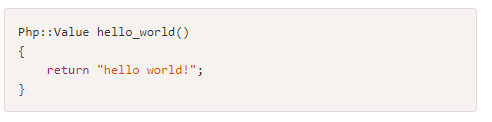 Php::Value hello_world()
{
    return "hello world!";
}